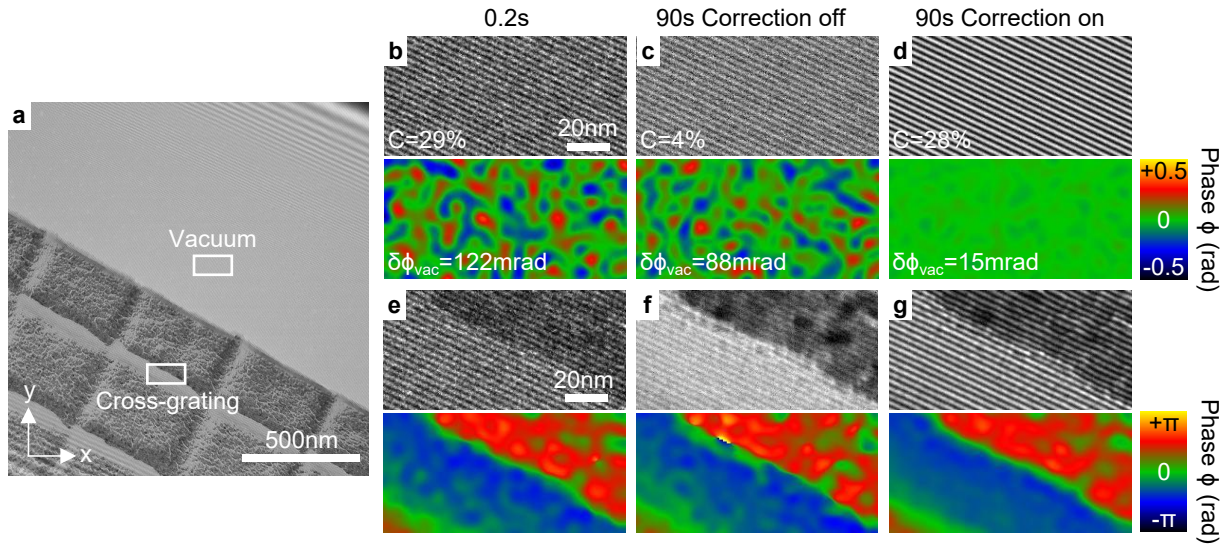 0.2s
90s Correction off
90s Correction on
a
Vacuum
Cross-grating
y
x
500nm
b
C=29%
20nm
c
C=4%
d
C=28%
δϕvac=122mrad
δϕvac=88mrad
δϕvac=15mrad
+0.5
0
-0.5
Phase ϕ (rad)
e
20nm
f
g
+π
0
-π
Phase ϕ (rad)